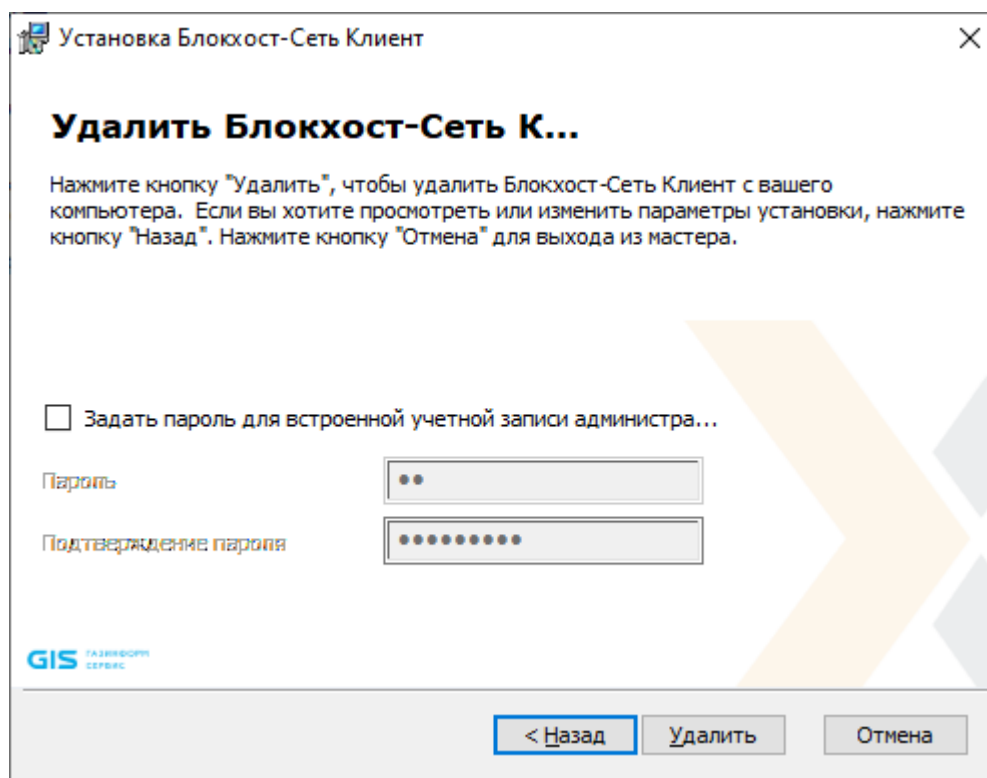 Установка Блокхост-Сеть Клиент
Удалить Блокхост-Сеть К...
Нажмите кнопку "Удалить", чтобы удалить Блокхост-Сеть Клиент с вашего
компьютера.  Если вы хотите просмотреть или изменить параметры установки, нажмите
кнопку "Назад". Нажмите кнопку "Отмена" для выхода из мастера.
Задать пароль для встроенной учетной записи администра...
Пароль
Подтверждение пароля
GIS ГАЗИНФОРМ
СЕРВИС
< Назад
Удалить
Отмена